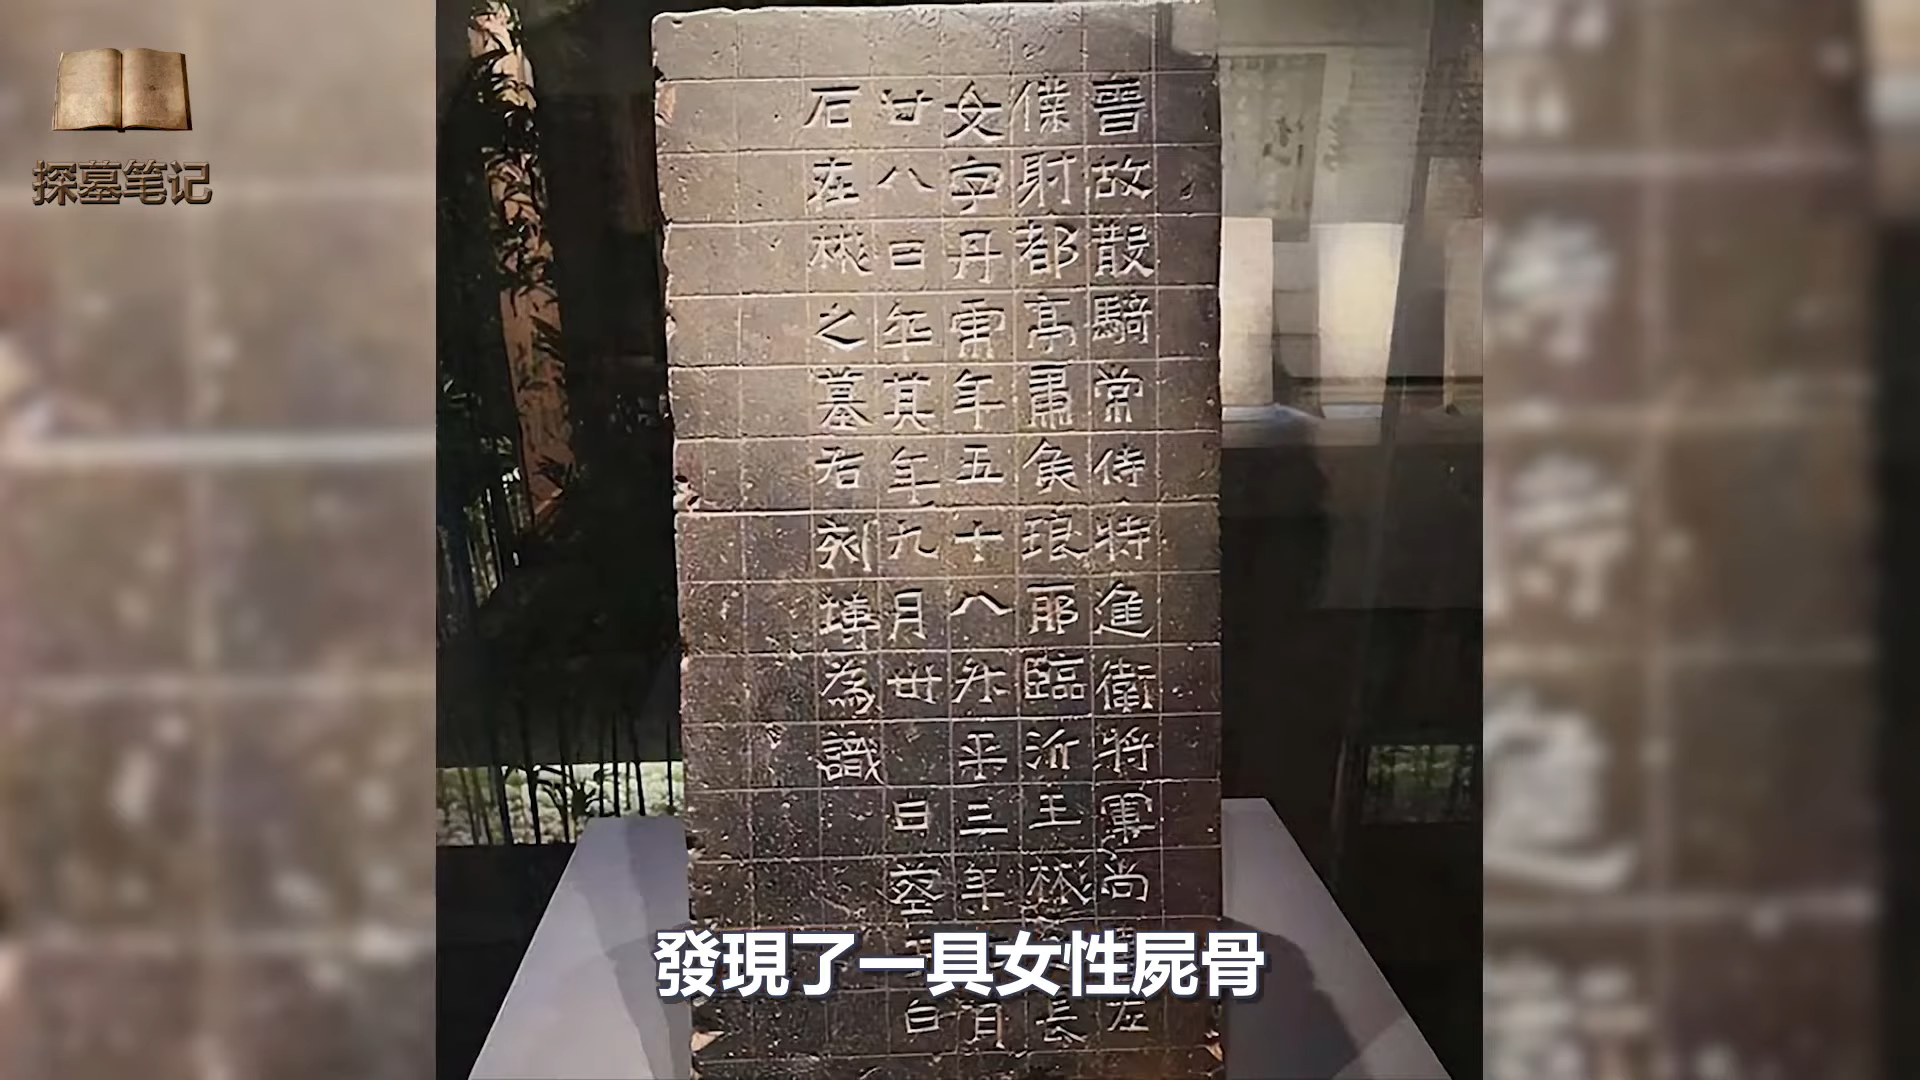 探墓笔记
晉故散騎常侍特進衛將軍尚左
僕射都亭肅侯琅耶臨沂王彬長
女字丹虎年五十八升平三年月
廿八日卒其年九月卅日葬白
石在彬之墓右刻塼為識
發現了一具女性屍骨